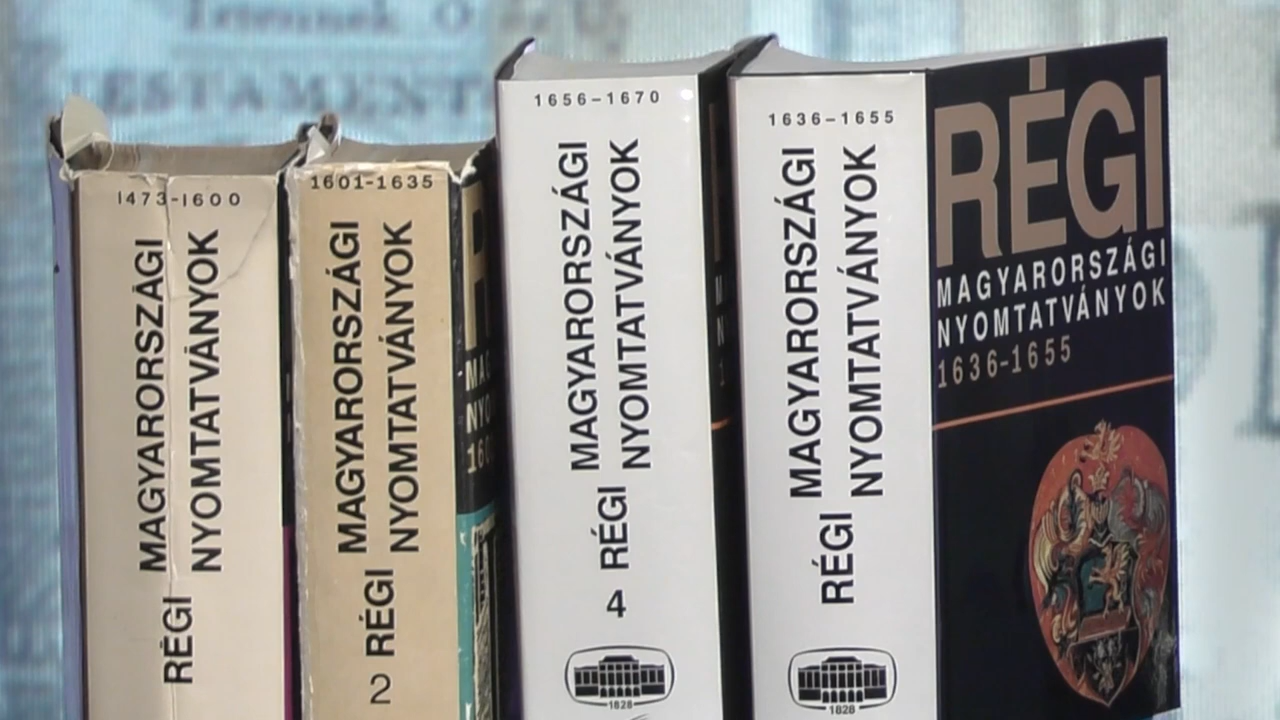 TESTAMENT
1473-1600
RÉGI
MAGYARORSZÁGI
NYOMTATVÁNYOK
1601-1635
2 RÉGI
MAGYARORSZÁGI
NYOMTATVÁNYOK
1656-1670
4 RÉGI
MAGYARORSZÁGI
NYOMTATVÁNYOK
1828
1636-1655
RÉGI
MAGYARORSZÁGI
NYOMTATVÁNYOK
1828
RÉGI
MAGYARORSZÁGI
NYOMTATVÁNYOK
1636-1655